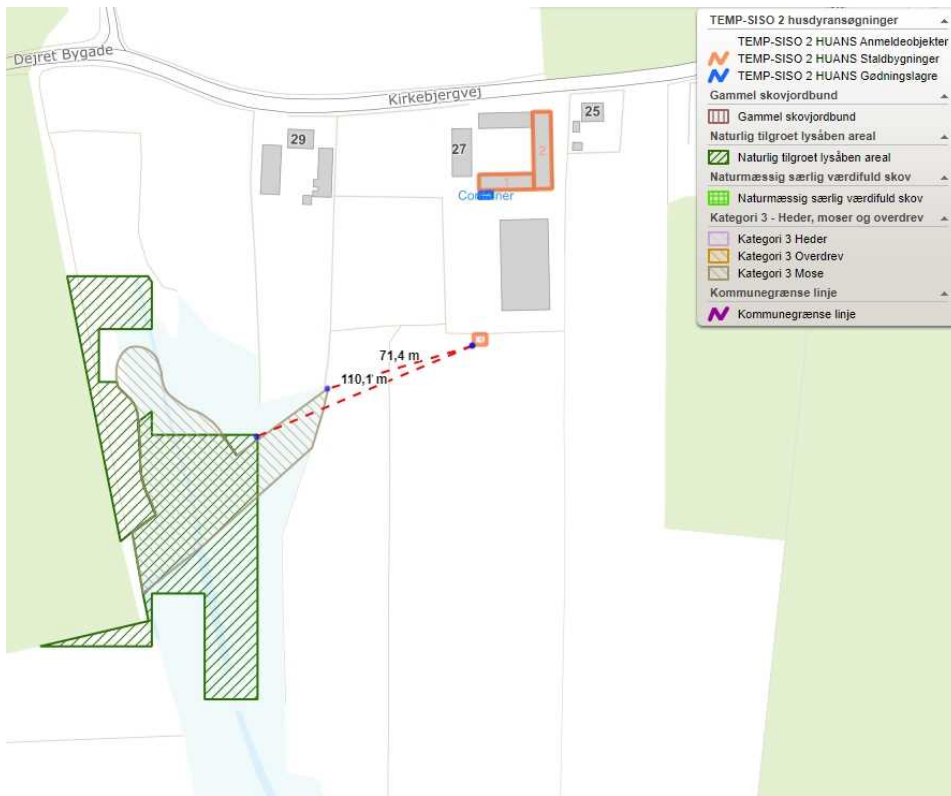 Dejret Bygade
Kirkebjergvej
29
27
2
25
1
Container
71,4 m
110,1 m
TEMP-SISO 2 husdyransøgninger
TEMP-SISO 2 HUANS Anmeldeobjekter
TEMP-SISO 2 HUANS Staldbygninger
TEMP-SISO 2 HUANS Gødningslagre
Gammel skovjordbund
Gammel skovjordbund
Naturlig tilgroet lysåben areal
Naturlig tilgroet lysåben areal
Naturmæssig særlig værdifuld skov
Naturmæssig særlig værdifuld skov
Kategori 3 - Heder, moser og overdrev
Kategori 3 Heder
Kategori 3 Overdrev
Kategori 3 Mose
Kommunegrænse linje
Kommunegrænse linje